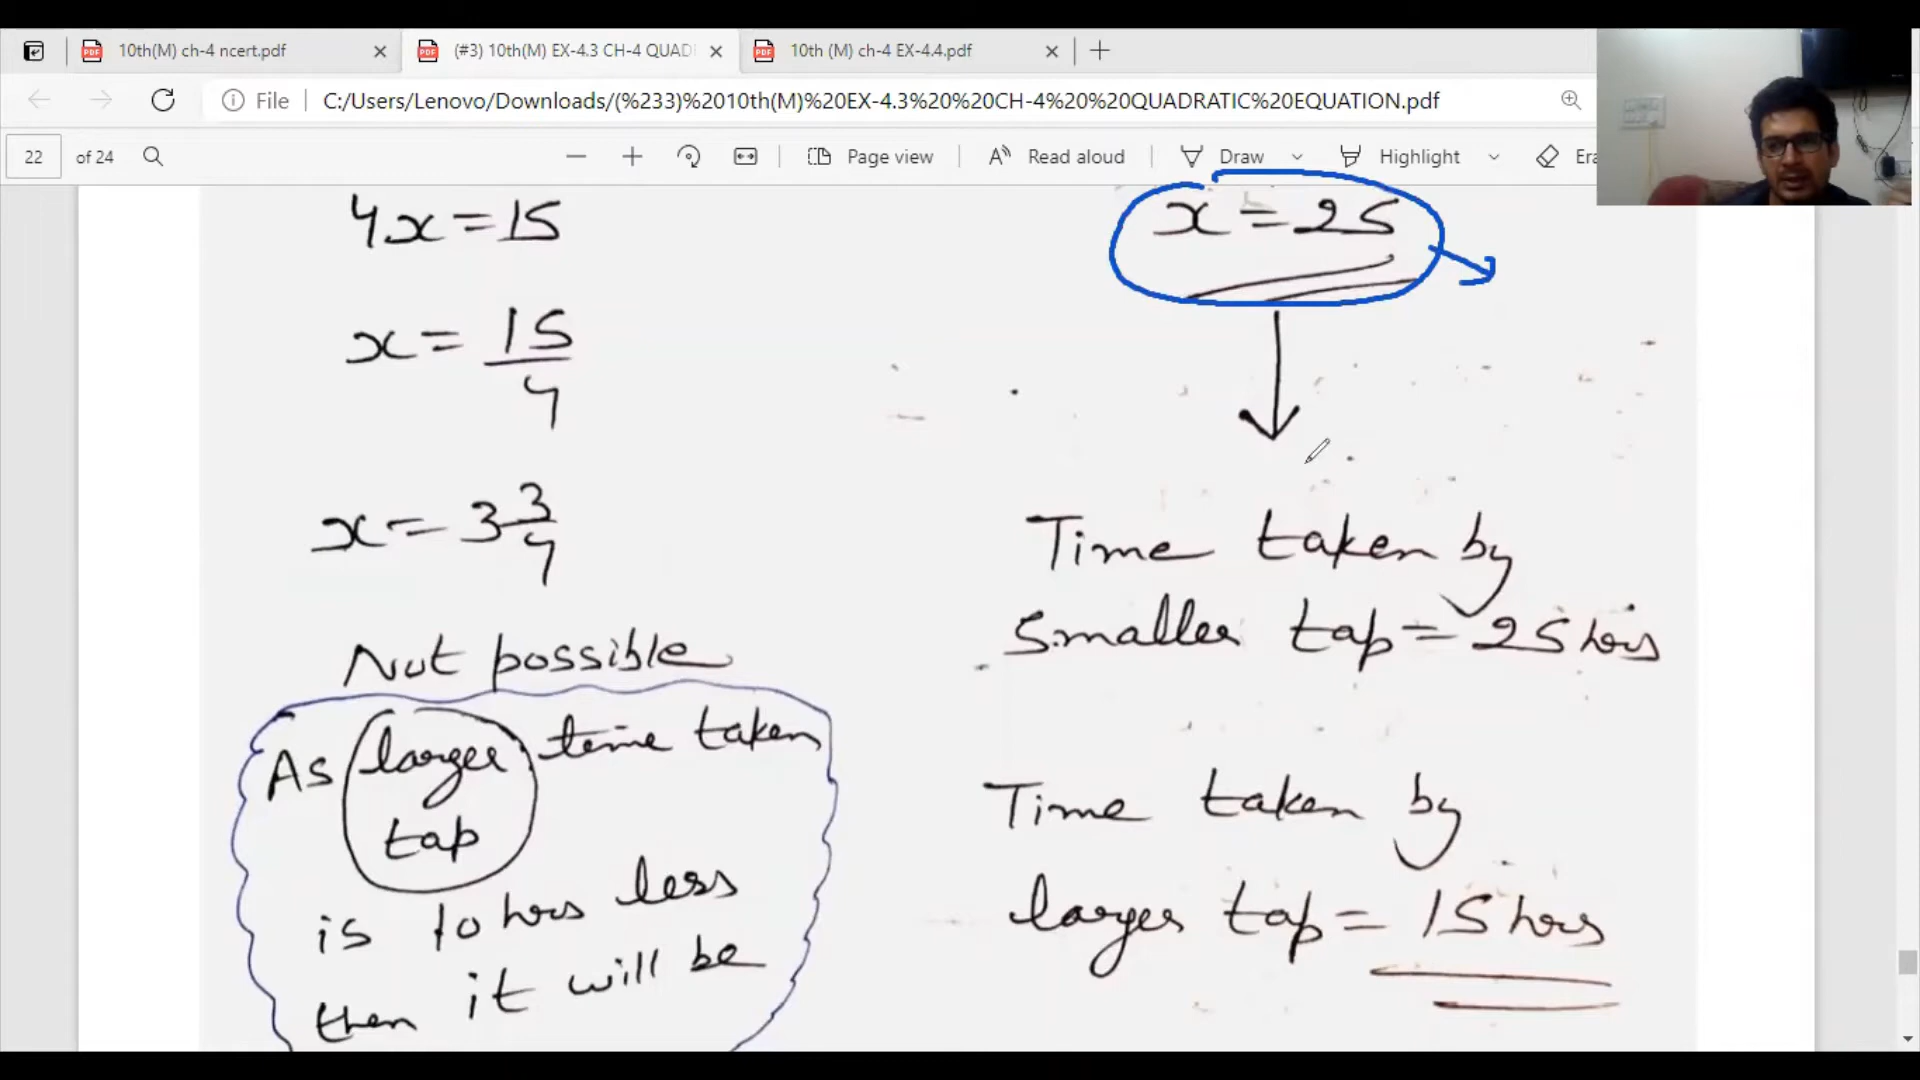 10th(M) ch-4 ncert.pdf
(#3) 10th(M) EX-4.3 CH-4 QUAD
10th (M) ch-4 EX-4.4.pdf
File
C:/Users/Lenovo/Downloads/(%233)%2010th(M)%20EX-4.3%20%20CH-4%20%20QUADRATIC%20EQUATION.pdf
22 of 24
Page view
Read aloud
Draw
Highlight
Era
4x = 15
x = 15/4
x = 3 3/4
Not possible
As larger time taken
tap
is 10 hrs less
then it will be
x = 25
Time taken by
Smaller tap = 25 hrs
Time taken by
larger tap = 15 hrs